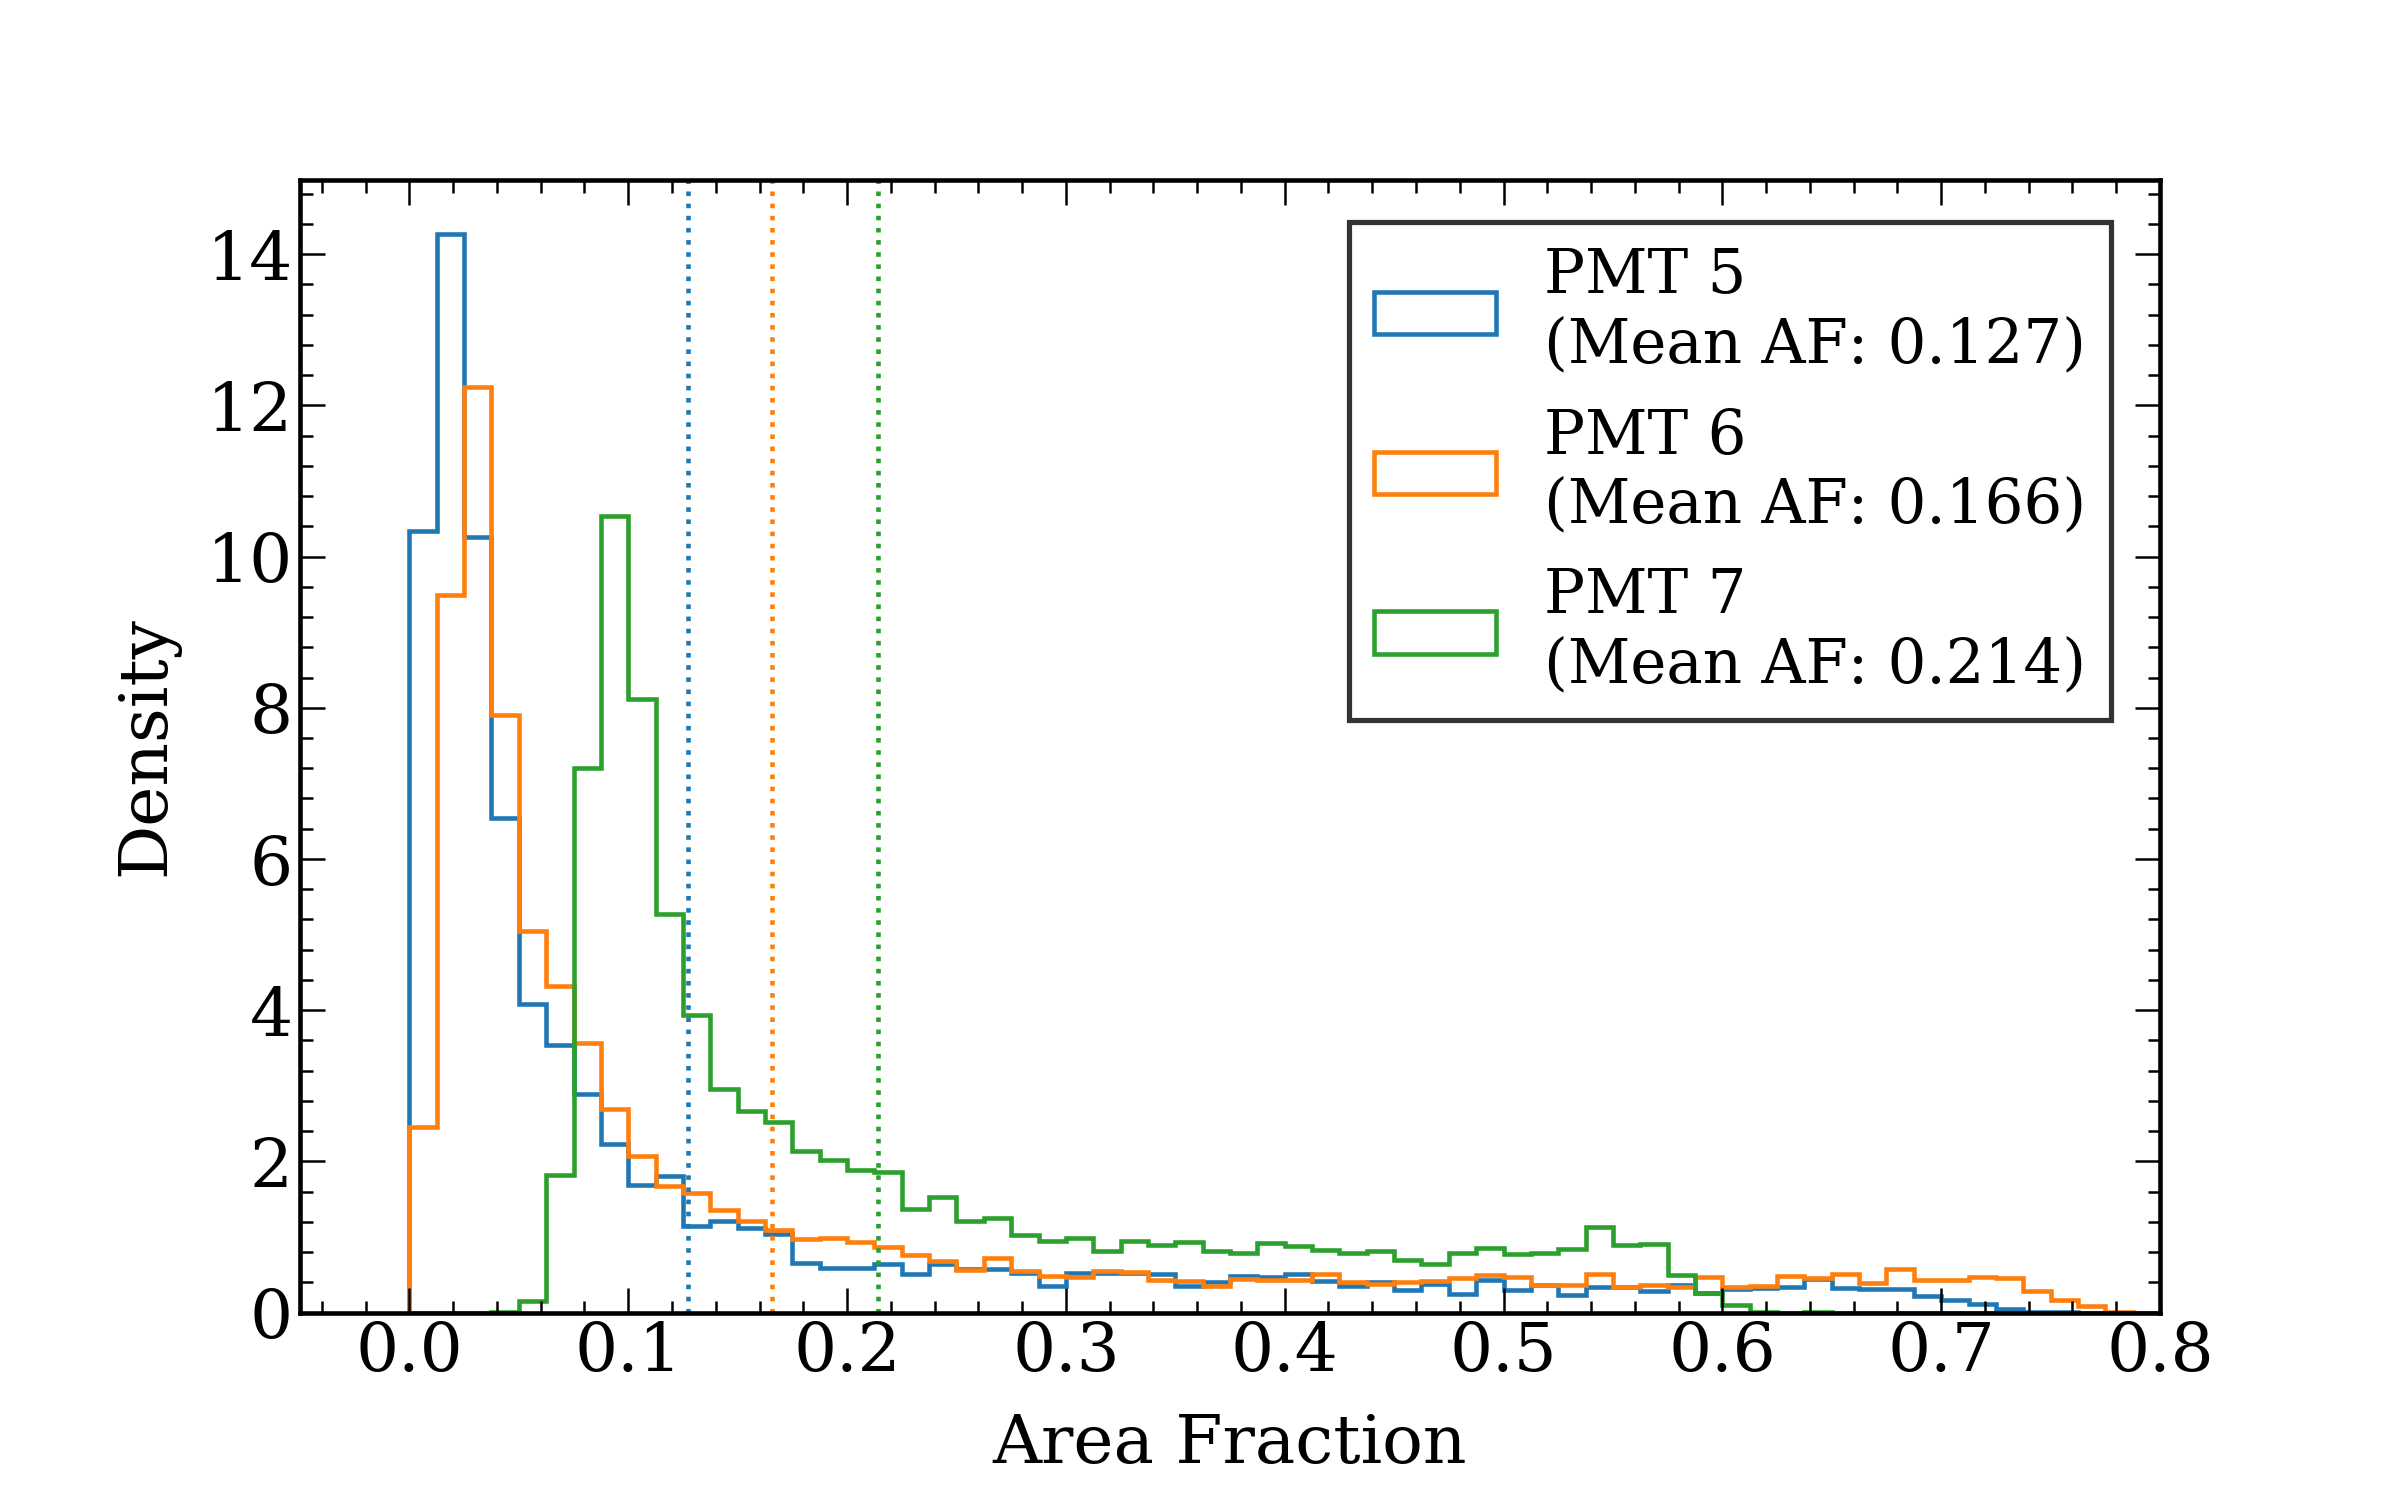 PMT 5
(Mean AF: 0.127)
PMT 6
(Mean AF: 0.166)
PMT 7
(Mean AF: 0.214)
Density
14
12
10
8
6
4
2
0
0.0 0.1 0.2 0.3 0.4 0.5 0.6 0.7 0.8
Area Fraction